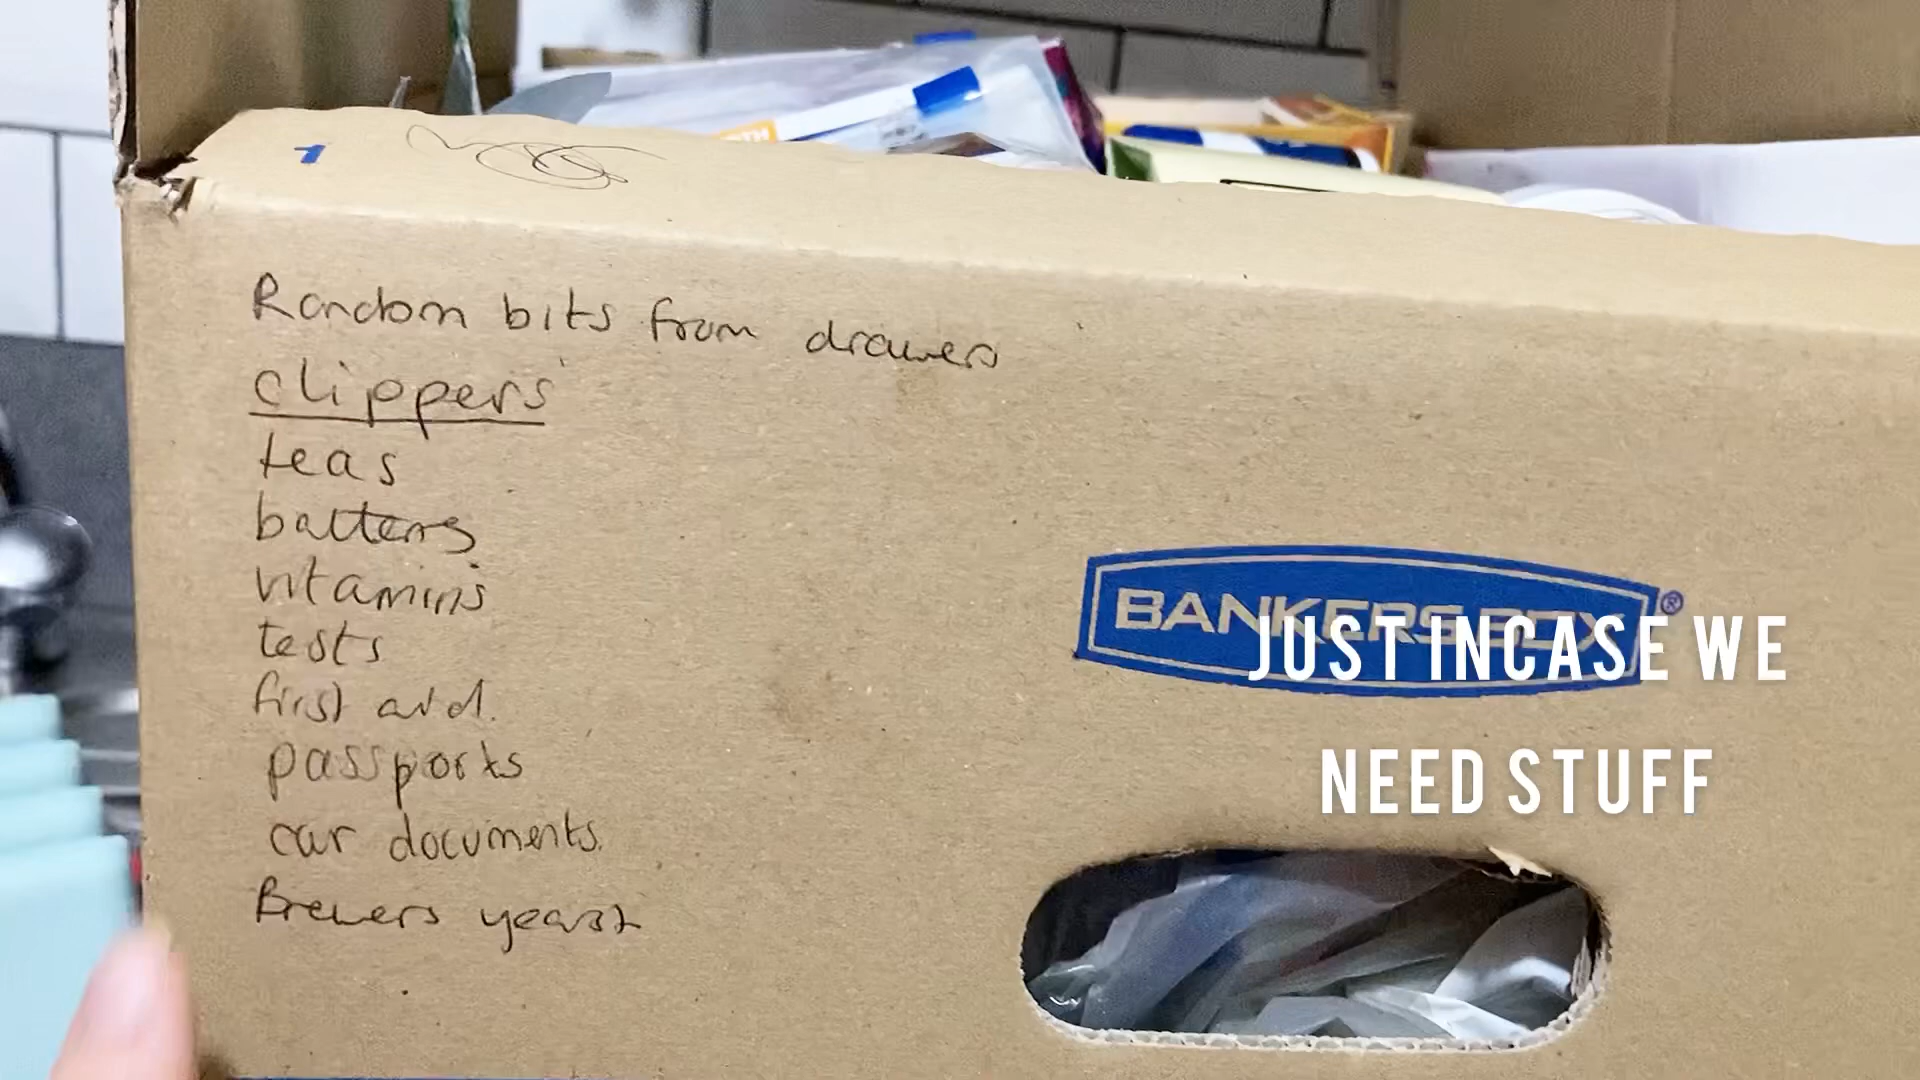 1
Random bits from drawers
clippers
teas
vitamins
tests
first aid.
passports
car documents.
Brewers yeast
BANKERS BOX®
JUST INCASE WE
NEED STUFF